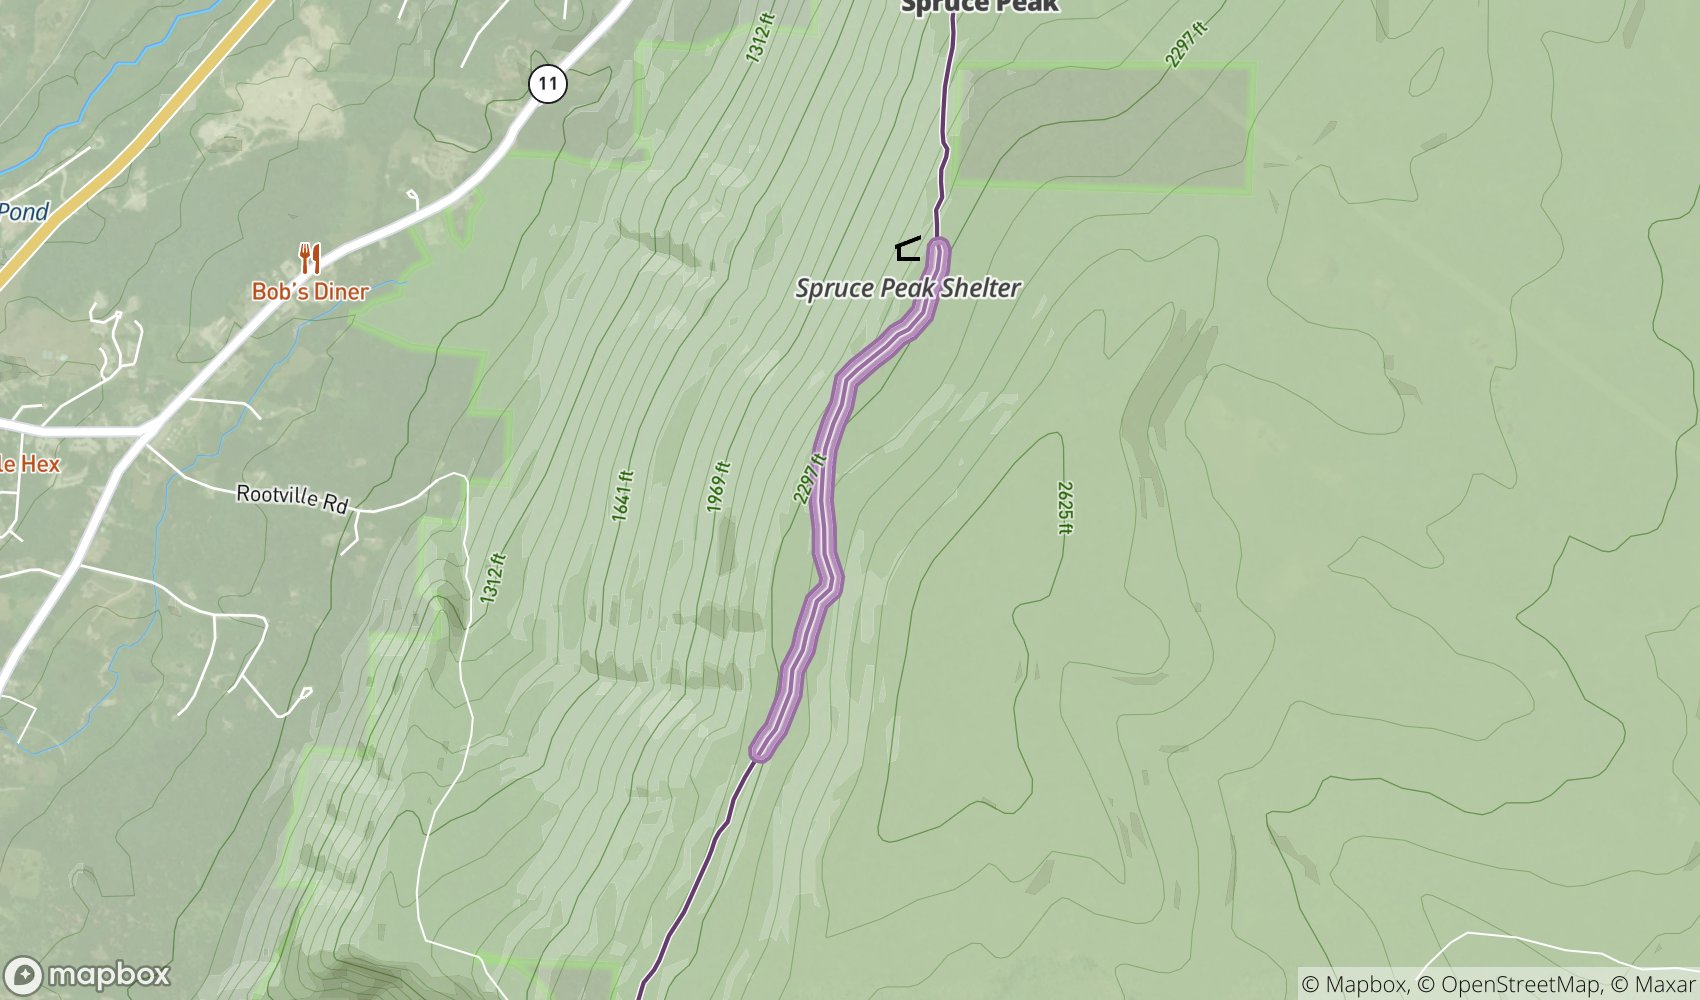 Spruce Peak
1312 ft
2297 ft
11
Pond
Bob's Diner
Spruce Peak Shelter
le Hex
Rootville Rd
1641 ft
1969 ft
2297 ft
2625 ft
1312 ft
mapbox
© Mapbox, © OpenStreetMap, © Maxar